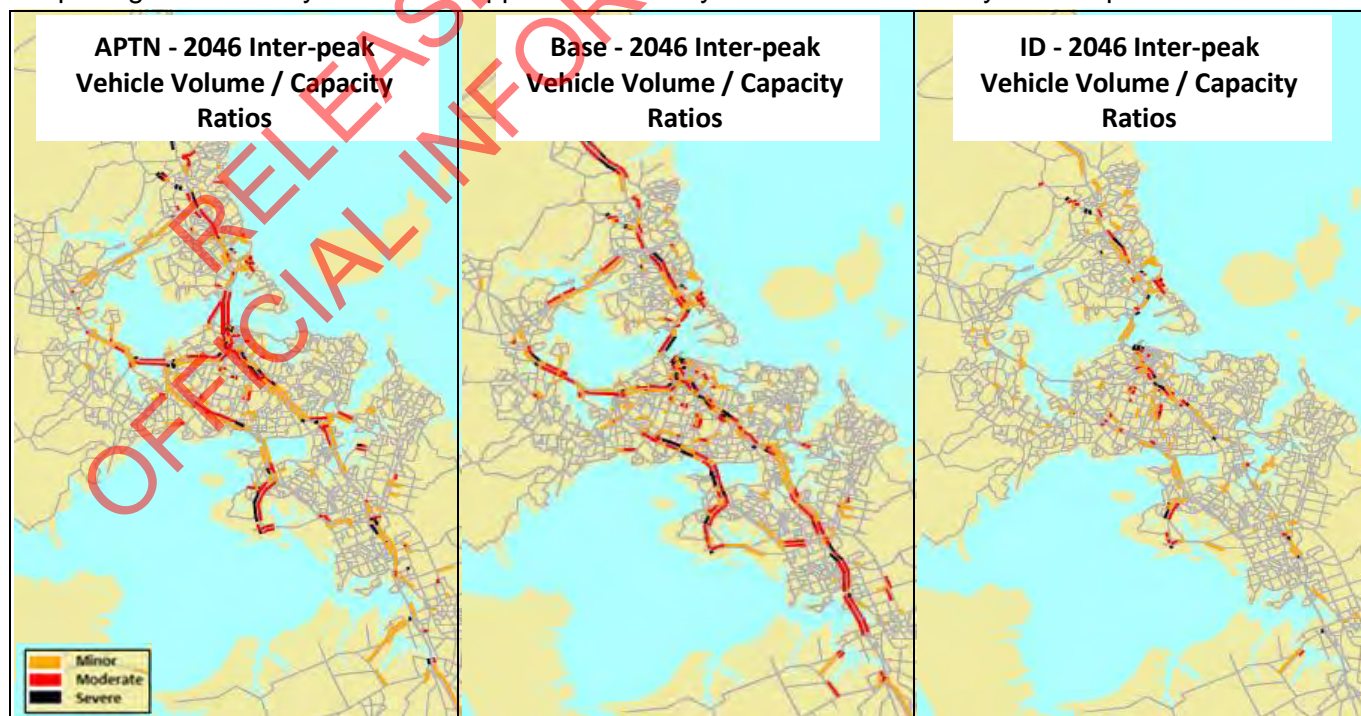 APTN - 2046 Inter-peak
Vehicle Volume / Capacity
Ratios
Base - 2046 Inter-peak
Vehicle Volume / Capacity
Ratios
ID - 2046 Inter-peak
Vehicle Volume / Capacity
Ratios
RELEASE
OFFICIAL INFOR
Minor
Moderate
Severe